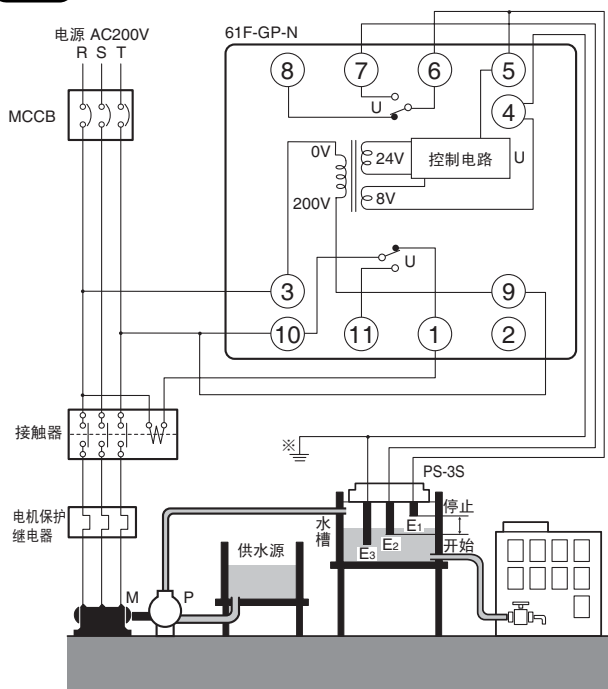 电源 AC200V
R S T
MCCB
61F-GP-N
8
7
6
5
4
U
0V
24V
控制电路
U
200V
8V
U
3
9
10
11
1
2
接触器
※
PS-3S
停止
水槽
E1
E2
开始
E3
电机保护
继电器
供水源
M
P